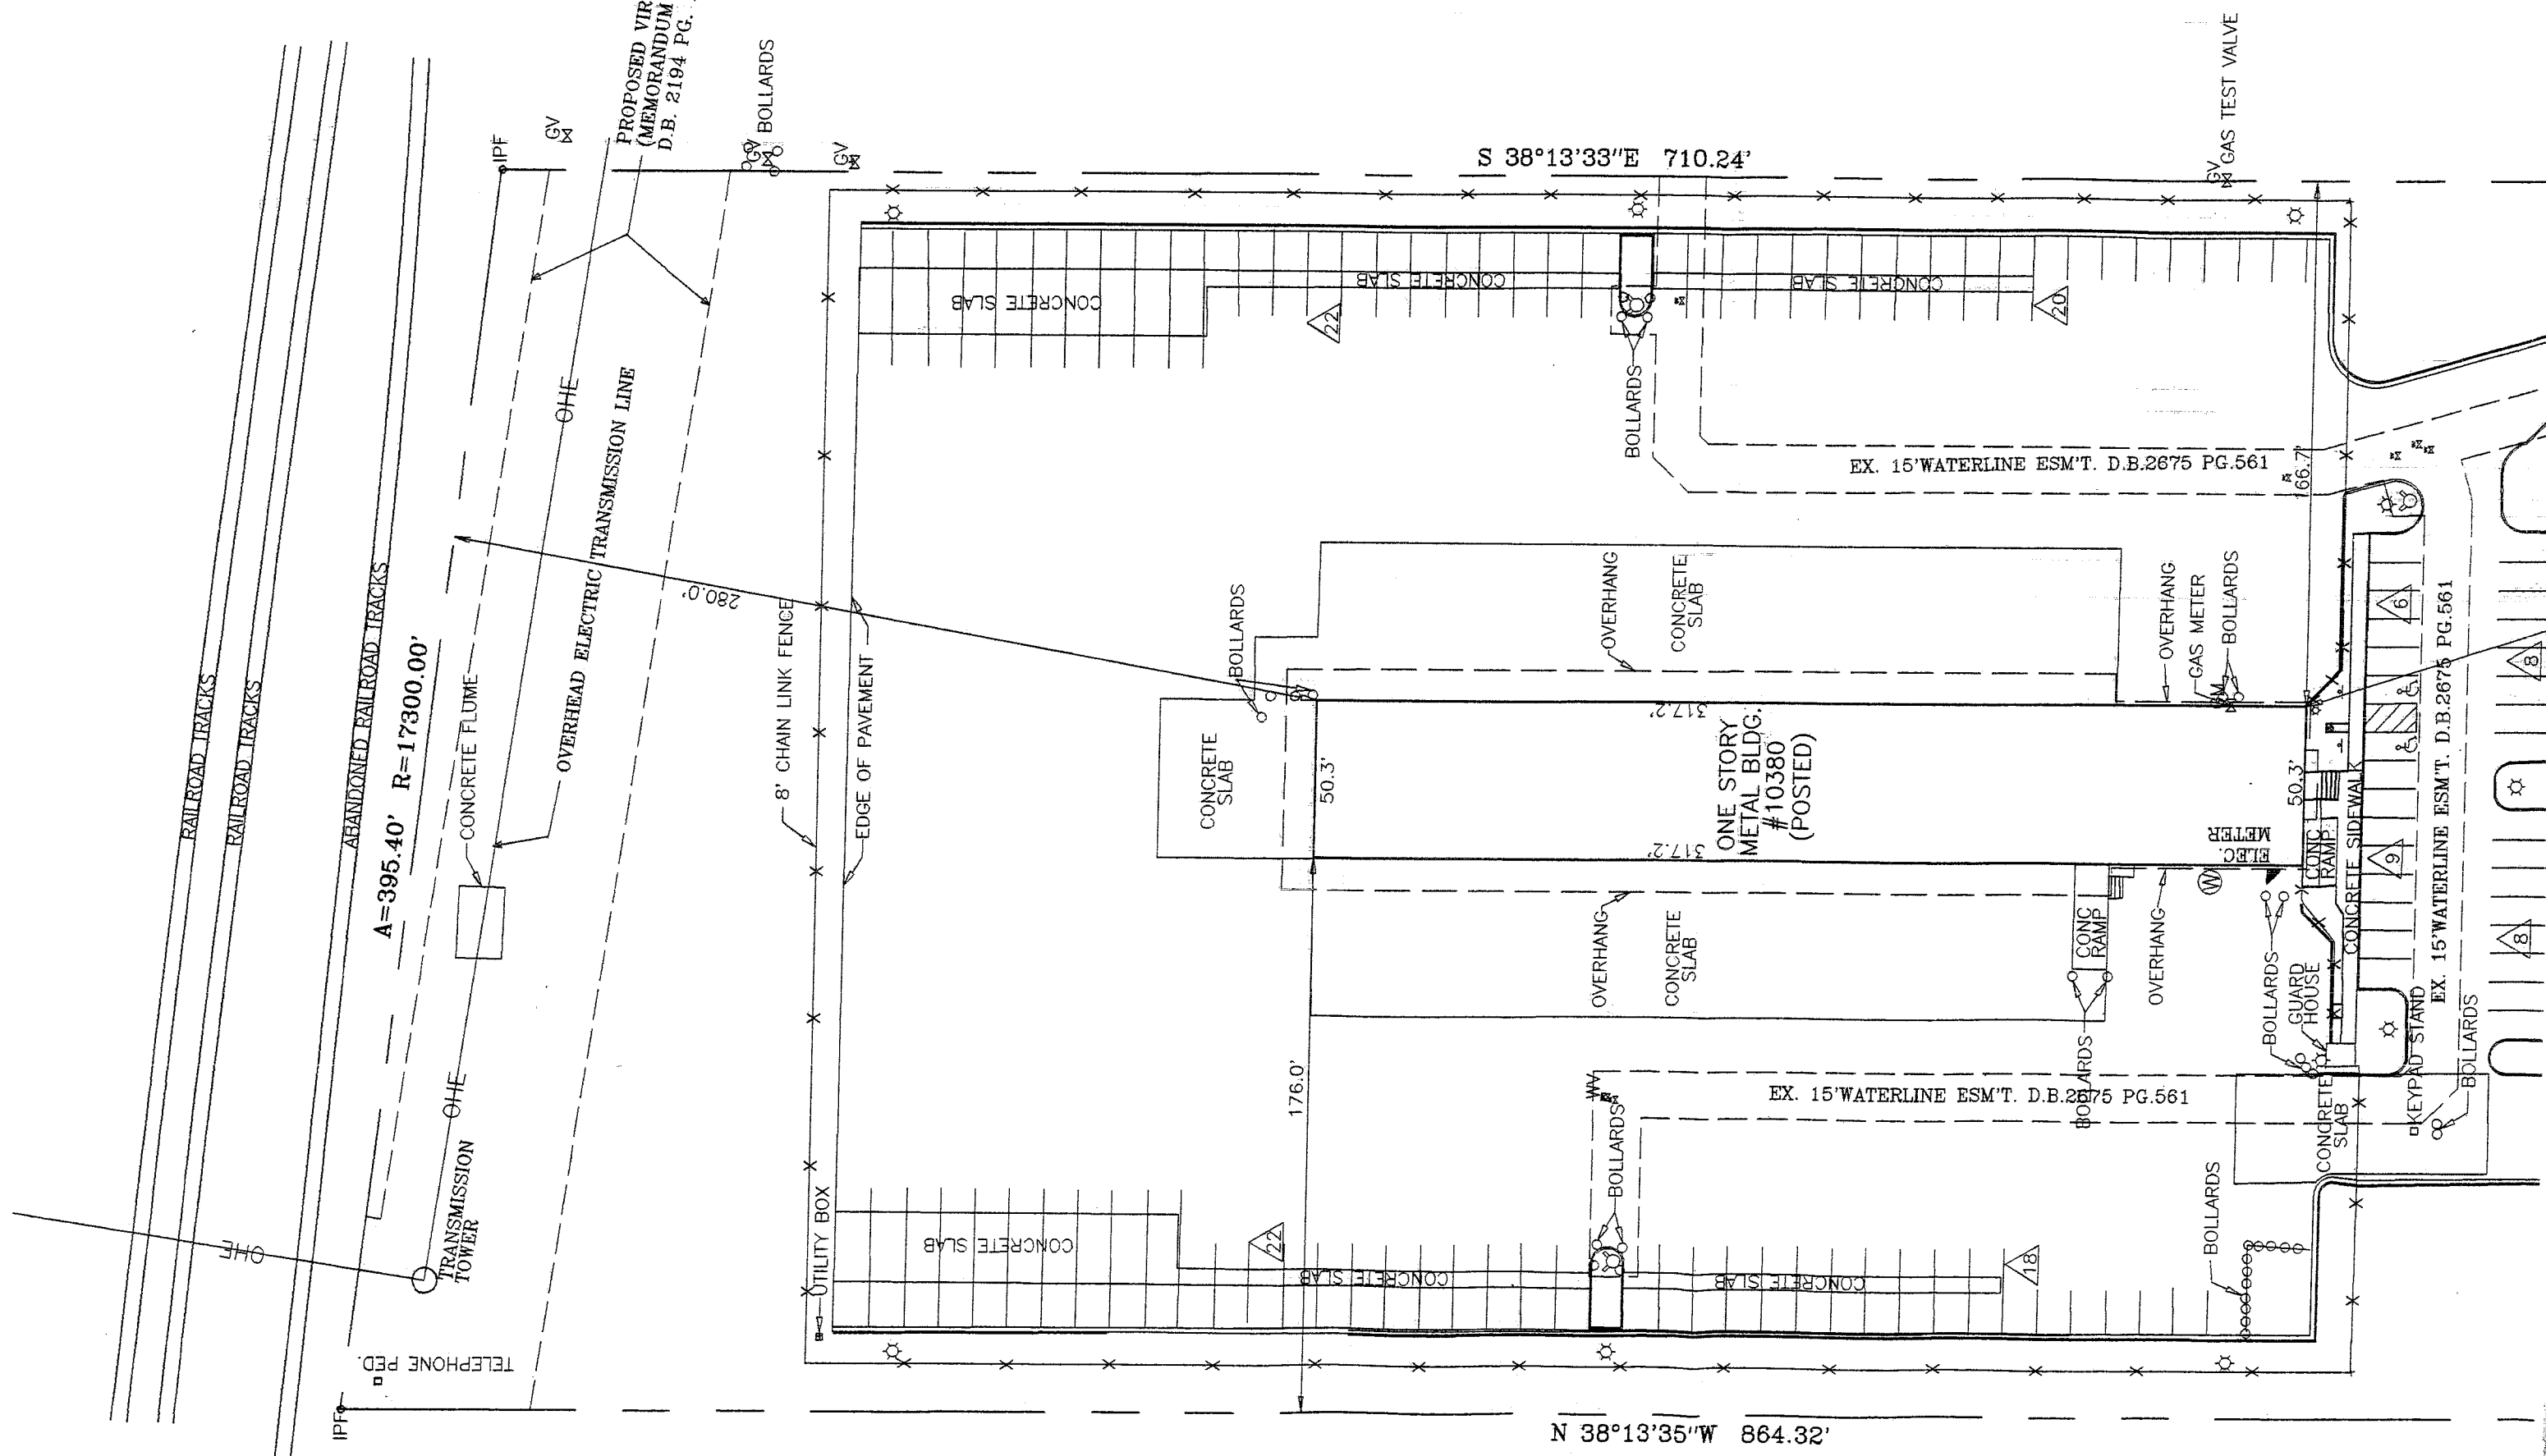 PROPOSED VIR
(MEMORANDUM
D.B. 2194 PG.
BOLLARDS
IPF
GV
GV
GV
S 38°13'33"E 710.24'
GV
GAS TEST VALVE
RAILROAD TRACKS
RAILROAD TRACKS
ABANDONED RAILROAD TRACKS
A=395.40' R=17300.00'
CONCRETE FLUME
OHE
OVERHEAD ELECTRIC TRANSMISSION LINE
280.0'
8' CHAIN LINK FENCE
EDGE OF PAVEMENT
CONCRETE SLAB
22
CONCRETE SLAB
CONCRETE SLAB
20
BOLLARDS
EX. 15'WATERLINE ESM'T. D.B.2675 PG.561
166.7'
BOLLARDS
OVERHANG
CONCRETE
SLAB
OVERHANG
GAS METER
BOLLARDS
GM
6
8
CONCRETE
SLAB
50.3'
317.2'
ONE STORY
METAL BLDG.
#10380
(POSTED)
317.2'
50.3'
ELEC.
METER
CONC
RAMP
CONCRETE SIDEWALK
9
8
EX. 15'WATERLINE ESM'T. D.B.2675 PG.561
OVERHANG
CONCRETE
SLAB
CONC
RAMP
BOLLARDS
OVERHANG
W
BOLLARDS
GUARD
HOUSE
KEYPAD STAND
BOLLARDS
176.0'
WV
EX. 15'WATERLINE ESM'T. D.B.2675 PG.561
BOLLARDS
CONCRETE
SLAB
BOLLARDS
OHE
OHE
TRANSMISSION
TOWER
UTILITY BOX
CONCRETE SLAB
22
CONCRETE SLAB
CONCRETE SLAB
18
TELEPHONE PED.
IPF
N 38°13'35"W 864.32'